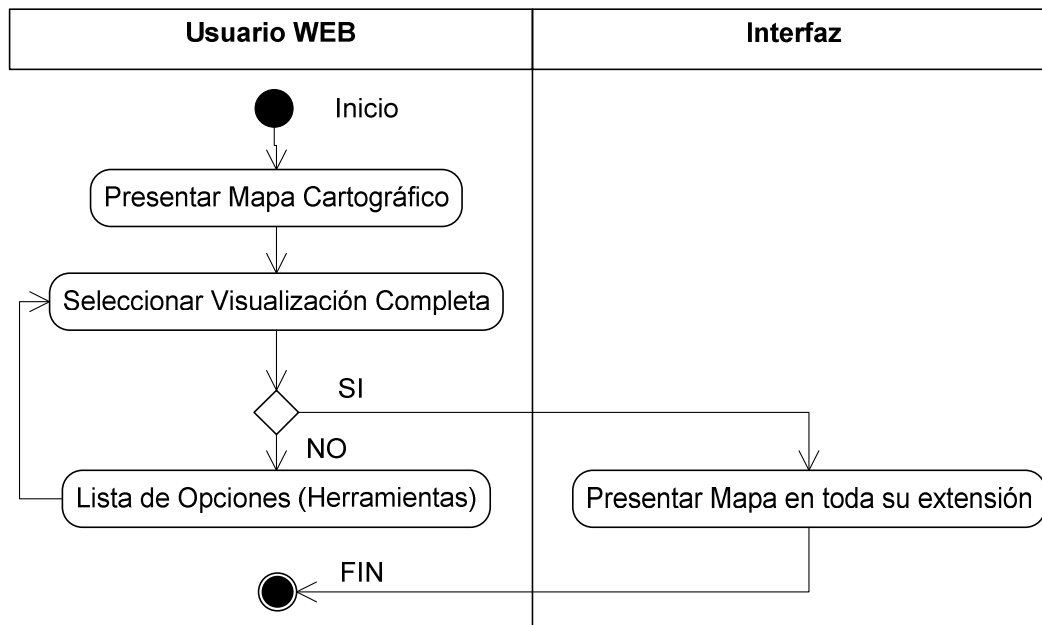 Usuario WEB
Interfaz
Inicio
Presentar Mapa Cartográfico
Seleccionar Visualización Completa
SI
NO
Lista de Opciones (Herramientas)
Presentar Mapa en toda su extensión
FIN